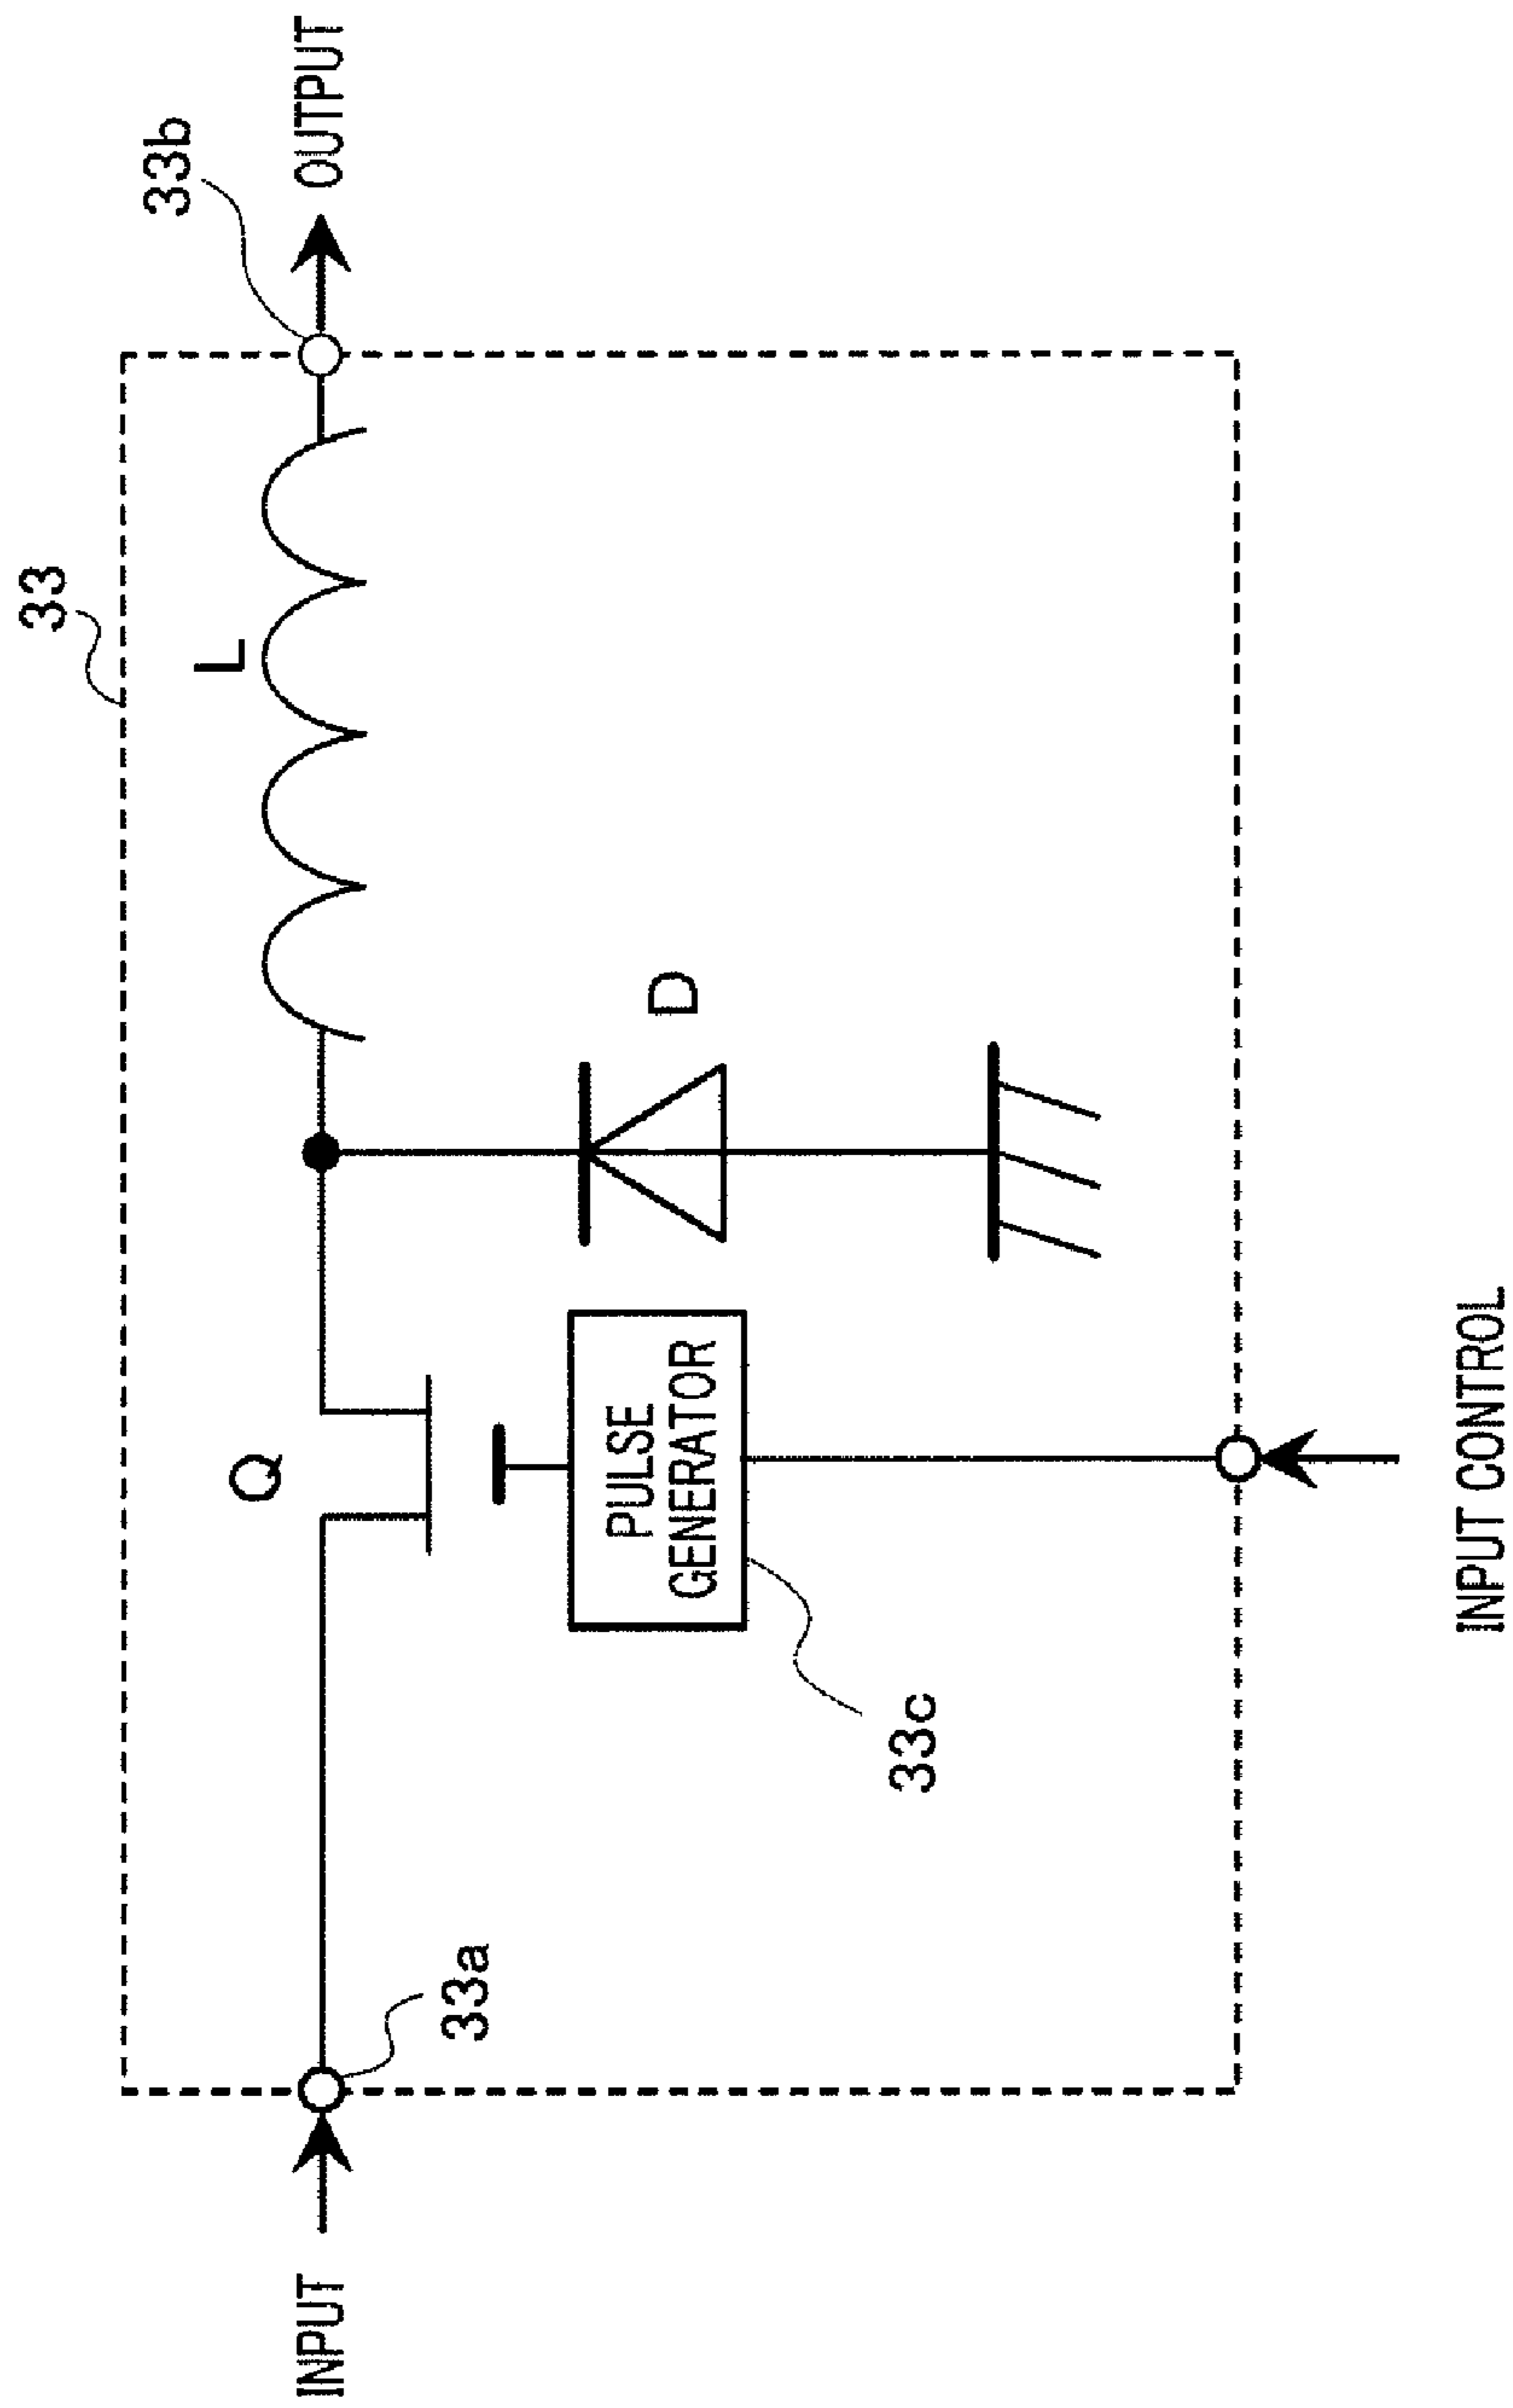 33
33b
OUTPUT
L
D
Q
PULSE
GENERATOR
33c
33a
INPUT
INPUT CONTROL